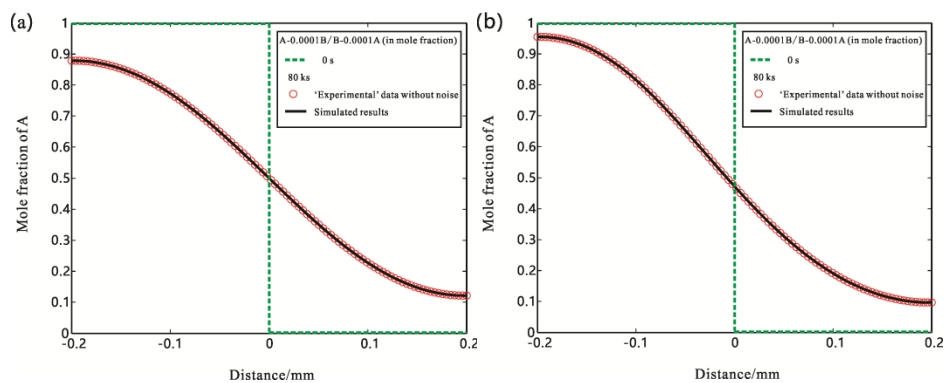 (a)
1
0.9
0.8
0.7
0.6
0.5
0.4
0.3
0.2
0.1
0
Mole fraction of A
A-0.0001B/B-0.0001A (in mole fraction)
0 s
80 ks
‘Experimental’ data without noise
Simulated results
-0.2
-0.1
0
0.1
0.2
Distance/mm
(b)
1
0.9
0.8
0.7
0.6
0.5
0.4
0.3
0.2
0.1
0
Mole fraction of A
A-0.0001B/B-0.0001A (in mole fraction)
0 s
80 ks
‘Experimental’ data without noise
Simulated results
-0.2
-0.1
0
0.1
0.2
Distance/mm